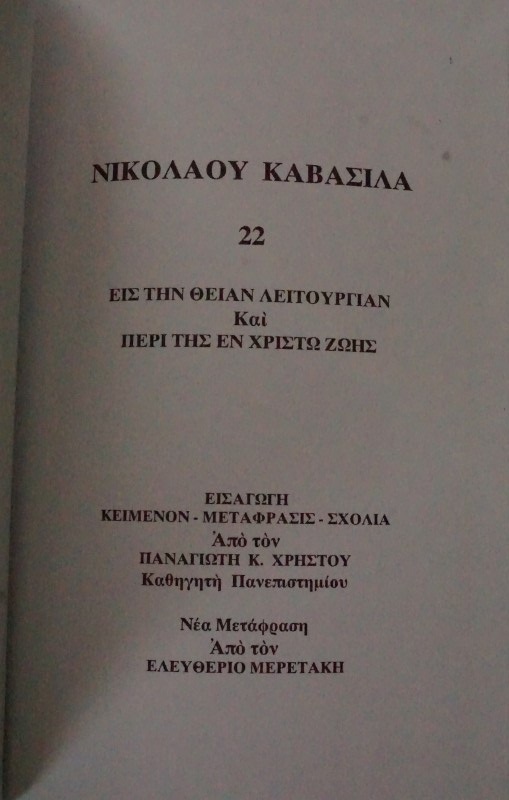 ΝΙΚΟΛΑΟΥ ΚΑΒΑΣΙΛΑ
22
ΕΙΣ ΤΗΝ ΘΕΙΑΝ ΛΕΙΤΟΥΡΓΙΑΝ
Καὶ
ΠΕΡΙ ΤΗΣ ΕΝ ΧΡΙΣΤΩ ΖΩΗΣ
ΕΙΣΑΓΩΓΗ
ΚΕΙΜΕΝΟΝ - ΜΕΤΑΦΡΑΣΙΣ - ΣΧΟΛΙΑ
Ἀπὸ τὸν
ΠΑΝΑΓΙΩΤΗ Κ. ΧΡΗΣΤΟΥ
Καθηγητὴ Πανεπιστημίου
Νέα Μετάφραση
Ἀπὸ τὸν
ΕΛΕΥΘΕΡΙΟ ΜΕΡΕΤΑΚΗ